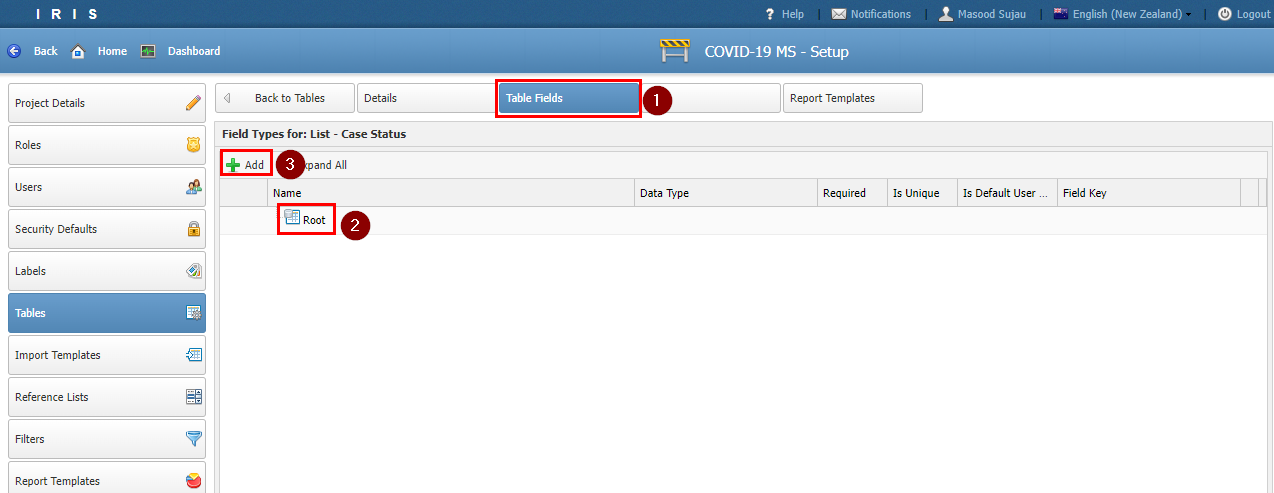 I R I S
? Help | Notifications | Masood Sujau | English (New Zealand) | Logout
Back Home Dashboard COVID-19 MS - Setup
Project Details
Roles
Users
Security Defaults
Labels
Tables
Import Templates
Reference Lists
Filters
Report Templates
Back to Tables Details Table Fields 1 Report Templates
Field Types for: List - Case Status
Add 3 xpand All
Name Data Type Required Is Unique Is Default User ... Field Key
Root 2